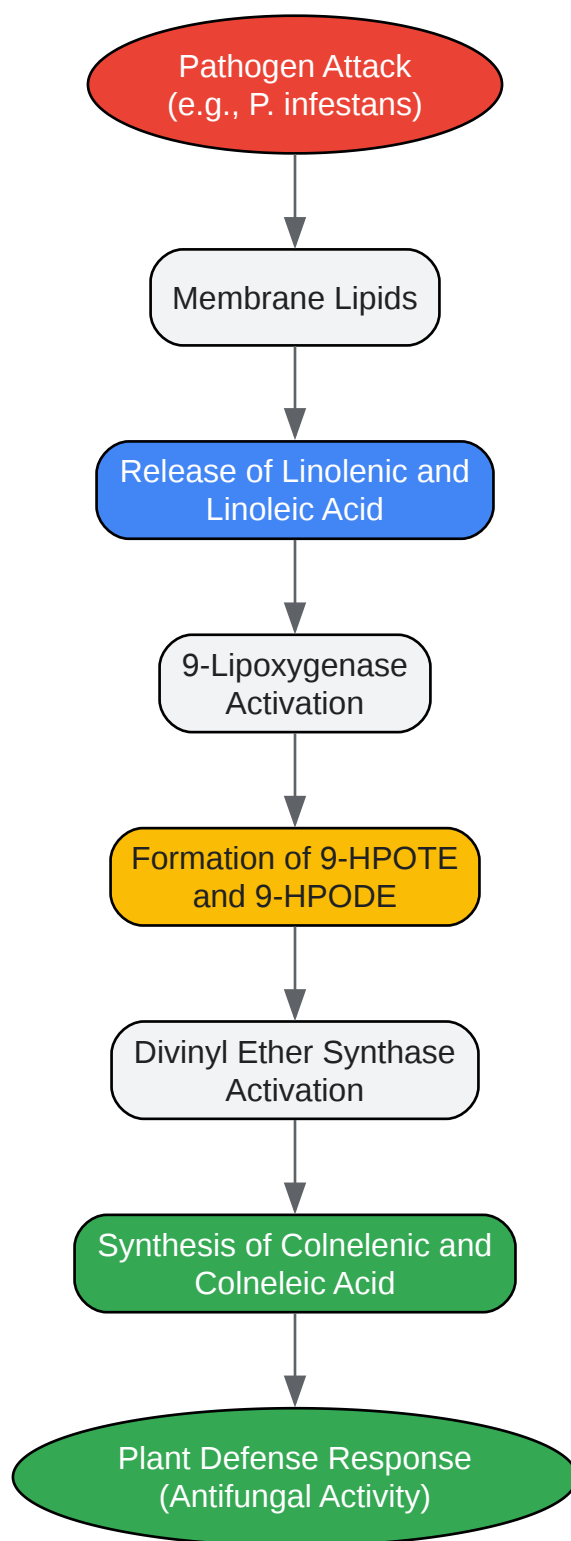 Pathogen Attack
(e.g., P. infestans)
Membrane Lipids
Release of Linolenic and
Linoleic Acid
9-Lipoxygenase
Activation
Formation of 9-HPOTE
and 9-HPODE
Divinyl Ether Synthase
Activation
Synthesis of Colnelenic and
Colneleic Acid
Plant Defense Response
(Antifungal Activity)